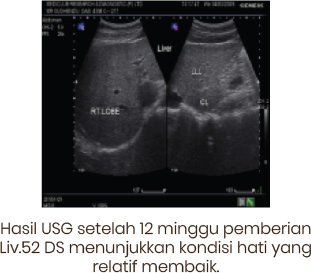 Liver
LLL
CL
RT.LOBE
Hasil USG setelah 12 minggu pemberian
Liv.52 DS menunjukkan kondisi hati yang
relatif membaik.